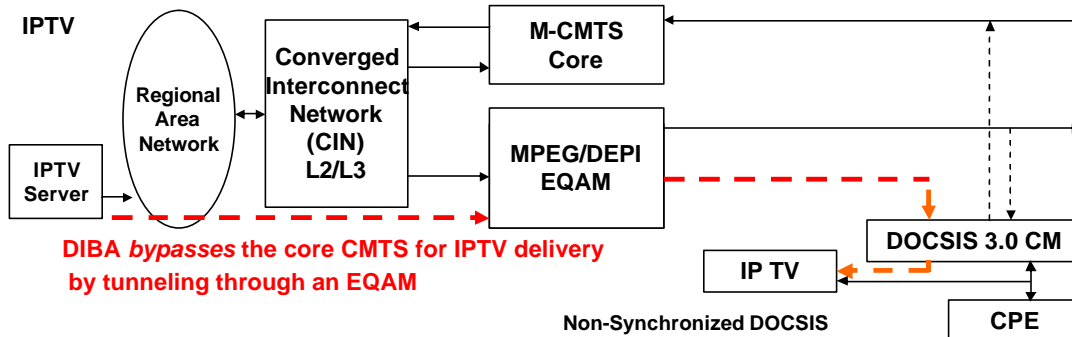 IPTV
M-CMTS
Core
Converged
Interconnect
Network
(CIN)
L2/L3
Regional
Area
Network
MPEG/DEPI
EQAM
IPTV
Server
DIBA bypasses the core CMTS for IPTV delivery
by tunneling through an EQAM
DOCSIS 3.0 CM
IP TV
Non-Synchronized DOCSIS
CPE